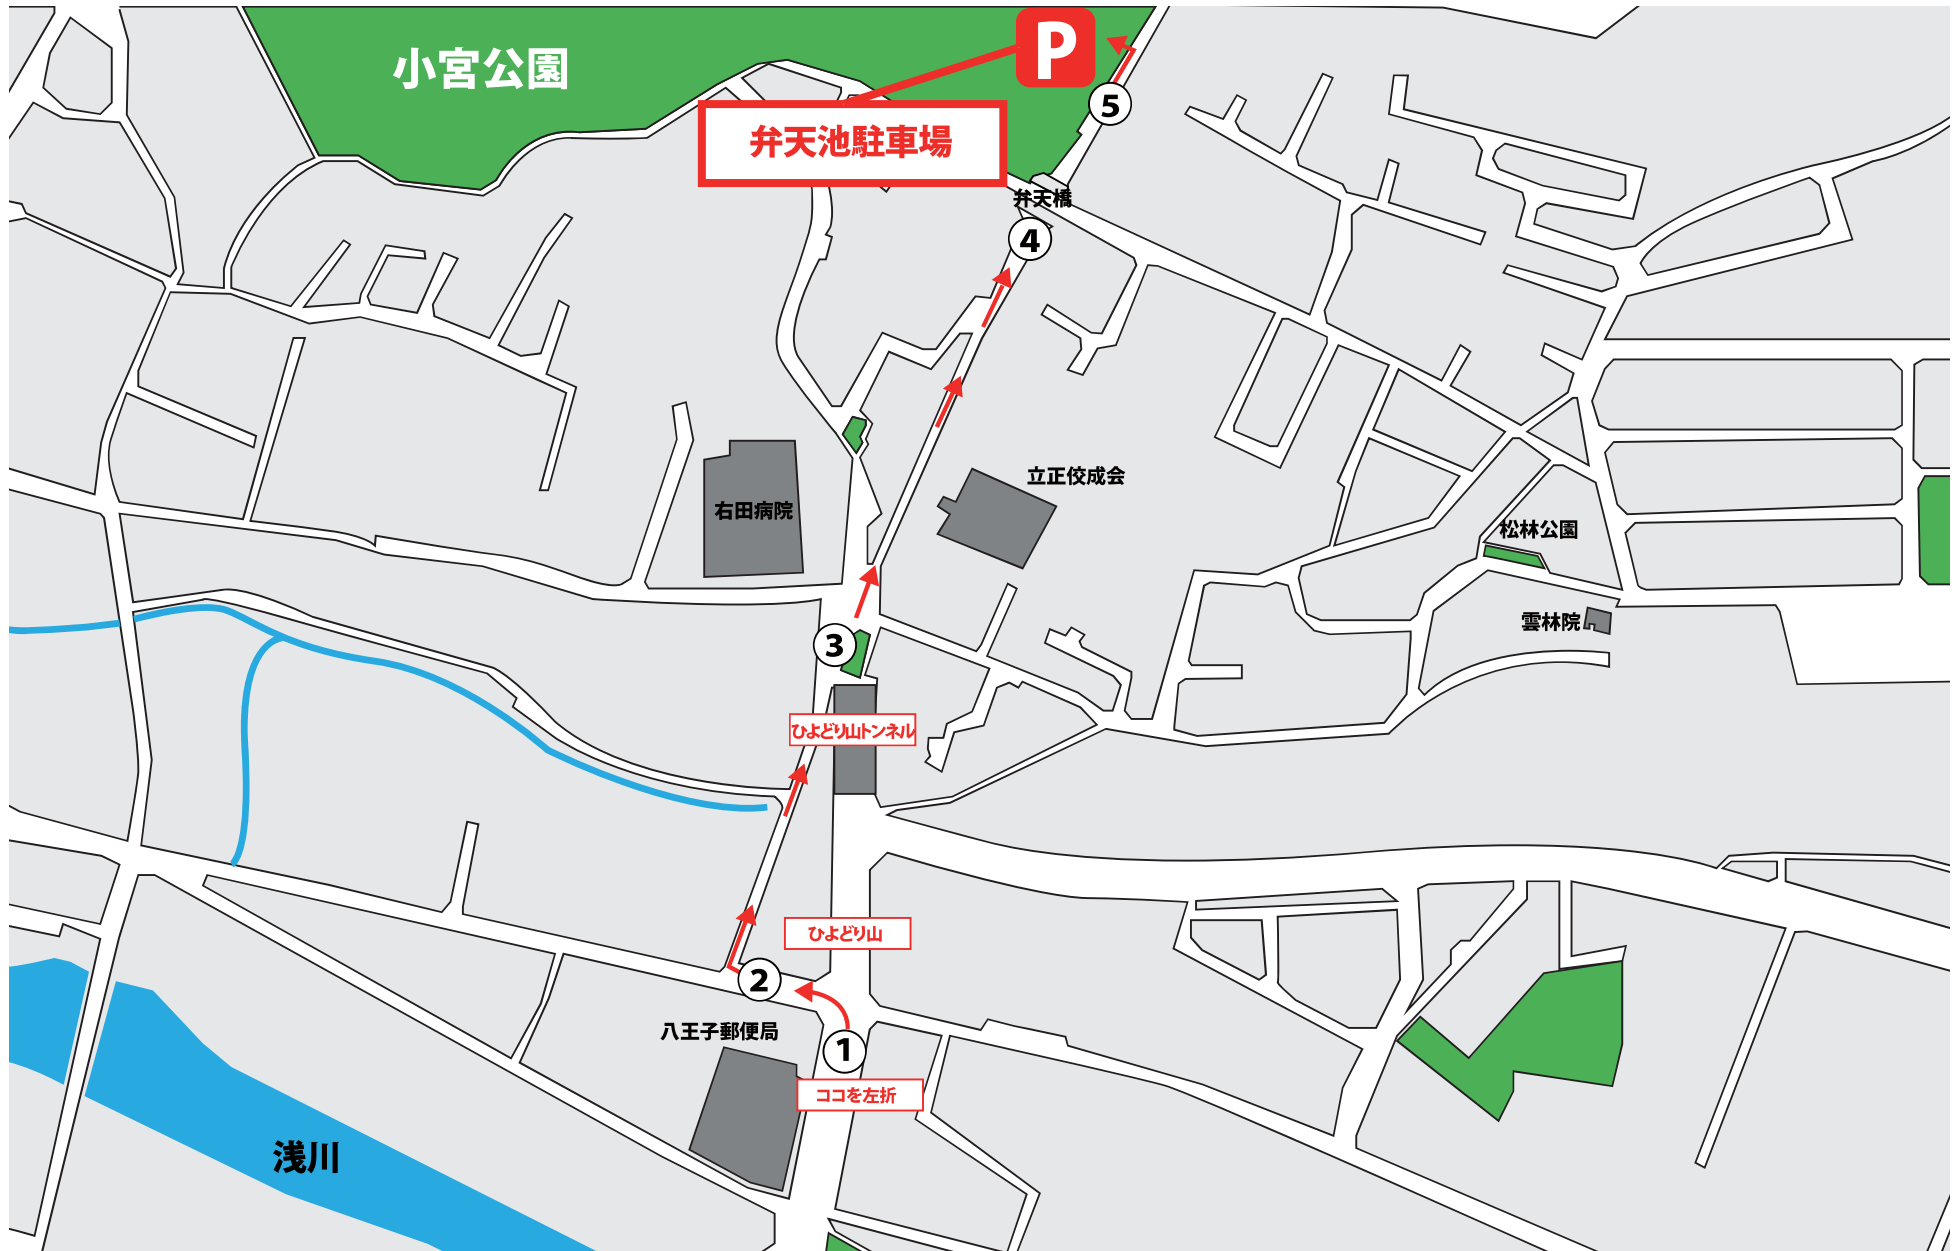 小宮公園
P
5
弁天池駐車場
弁天橋
4
立正佼成会
右田病院
松林公園
雲林院
3
ひよどり山トンネル
ひよどり山
2
八王子郵便局
1
ココを左折
浅川